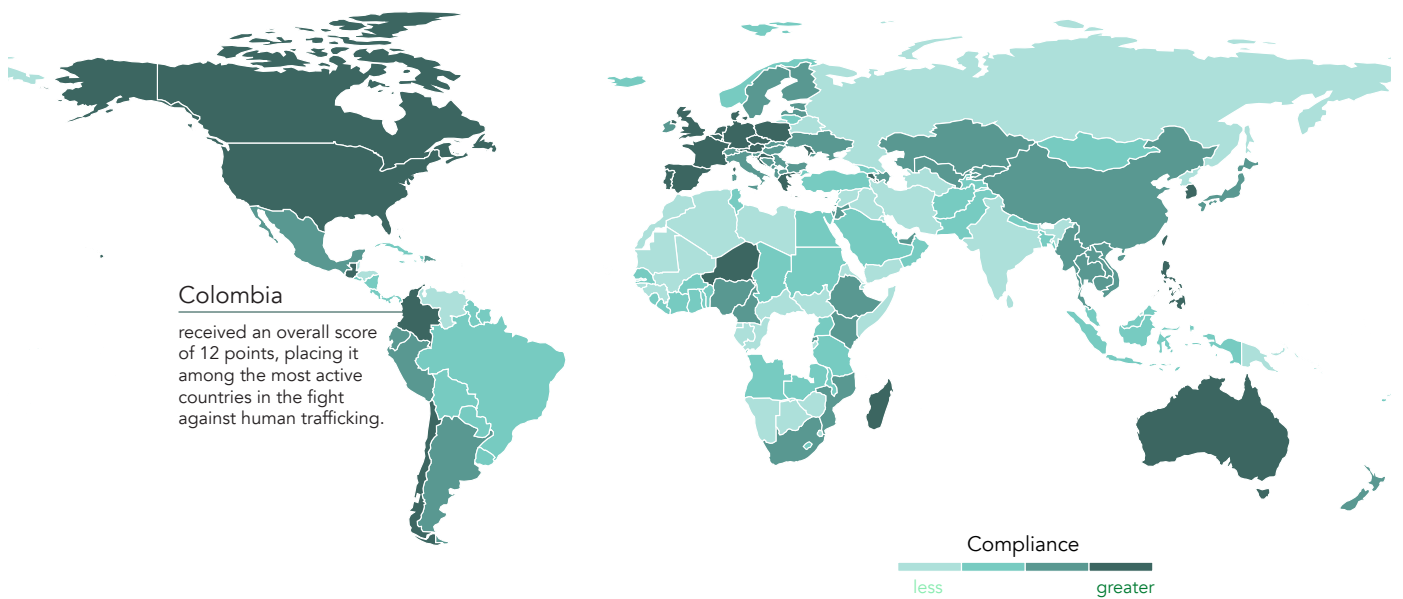 Colombia
received an overall score
of 12 points, placing it
among the most active
countries in the fight
against human trafficking.
Compliance
less
greater